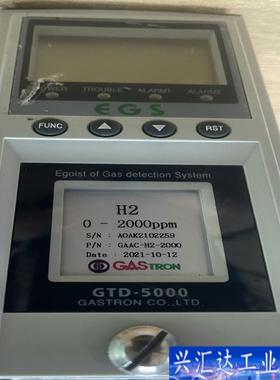 POWER TROUBLE ALARM1 ALARM2
EGS
FUNC ▲ ▼ RST
Egoist of Gas detection System
H2
0 - 2000ppm
S/N : AOAK2102259
P/N : GAAC-H2-2000
Date : 2021-10-12
GASTRON
GTD-5000
GASTRON CO.,LTD.
兴汇达工业